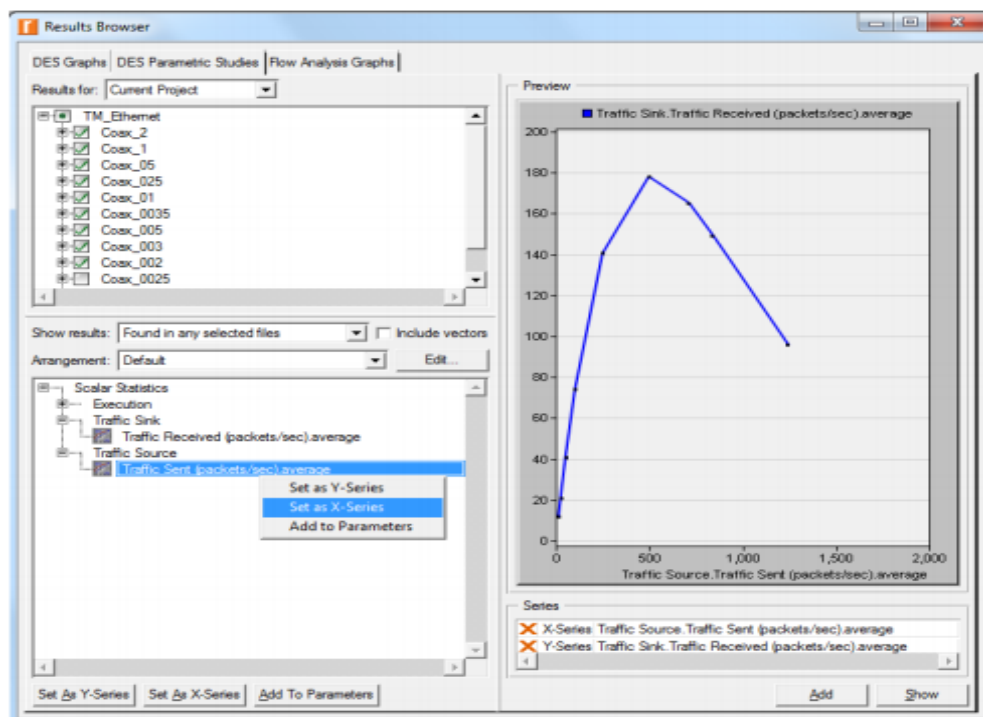 Results Browser
DES Graphs DES Parametric Studies Flow Analysis Graphs
Results for: Current Project
TM_Ethernet
Coax_2
Coax_1
Coax_05
Coax_025
Coax_01
Coax_0035
Coax_005
Coax_003
Coax_002
Coax_0025
Show results: Found in any selected files Include vectors
Arrangement: Default Edit...
Scalar Statistics
Execution
Traffic Sink
Traffic Received (packets/sec).average
Traffic Source
Traffic Sent (packets/sec).average
Set as Y-Series
Set as X-Series
Add to Parameters
Set As Y-Series Set As X-Series Add To Parameters
Preview
Traffic Sink.Traffic Received (packets/sec).average
200
180
160
140
120
100
80
60
40
20
0
0 500 1,000 1,500 2,000
Traffic Source.Traffic Sent (packets/sec).average
Series
X-Series Traffic Source.Traffic Sent (packets/sec).average
Y-Series Traffic Sink.Traffic Received (packets/sec).average
Add Show